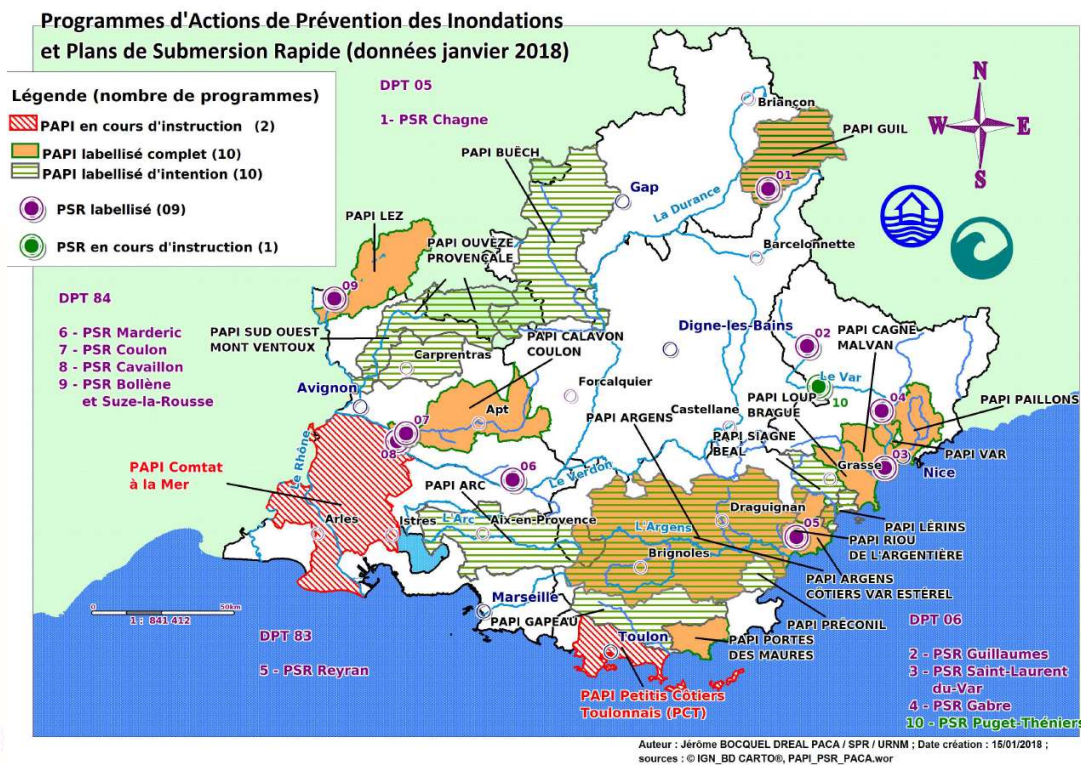 Programmes d'Actions de Prévention des Inondations
et Plans de Submersion Rapide (données janvier 2018)
Légende (nombre de programmes)
PAPI en cours d'instruction (2)
PAPI labellisé complet (10)
PAPI labellisé d'intention (10)
PSR labellisé (09)
PSR en cours d'instruction (1)
DPT 05
1- PSR Chagne
N
W
E
S
Briançon
PAPI GUIL
PAPI BUËCH
01
Gap
La Durance
PAPI LEZ
PAPI OUVÈZE
PROVENÇALE
Barcelonnette
09
DPT 84
6 - PSR Marderic
7 - PSR Coulon
8 - PSR Cavaillon
9 - PSR Bollène
et Suze-la-Rousse
PAPI SUD OUEST
MONT VENTOUX
PAPI CALAVON
COULON
Digne-les-Bains
02
PAPI CAGNE
MALVAN
Carprentras
Le Var
Avignon
Forcalquier
10
PAPI LOUP
BRAGUE
04
PAPI PAILLONS
Apt
07
08
PAPI ARGENS
Castellane
PAPI SIAGNE
BEAL
PAPI VAR
03
Grasse
Nice
PAPI Comtat
à la Mer
Le Rhône
06
Le Verdon
PAPI ARC
Arles
Istres
L'Arc
Aix-en-Provence
Draguignan
L'Argens
05
PAPI LÉRINS
PAPI RIOU
DE L'ARGENTIÈRE
Brignoles
PAPI ARGENS
CÔTIERS VAR ESTÉREL
Marseille
PAPI GAPEAU
PAPI PRÉCONIL
0
50km
1 : 841 412
Toulon
PAPI PORTES
DES MAURES
DPT 83
5 - PSR Reyran
PAPI Petitis Côtiers
Toulonnais (PCT)
DPT 06
2 - PSR Guillaumes
3 - PSR Saint-Laurent
du-Var
4 - PSR Gabre
10 - PSR Puget-Théniers
Auteur : Jérôme BOCQUEL DREAL PACA / SPR / URNM ; Date création : 15/01/2018 ;
sources : © IGN_BD CARTO®, PAPI_PSR_PACA.wor